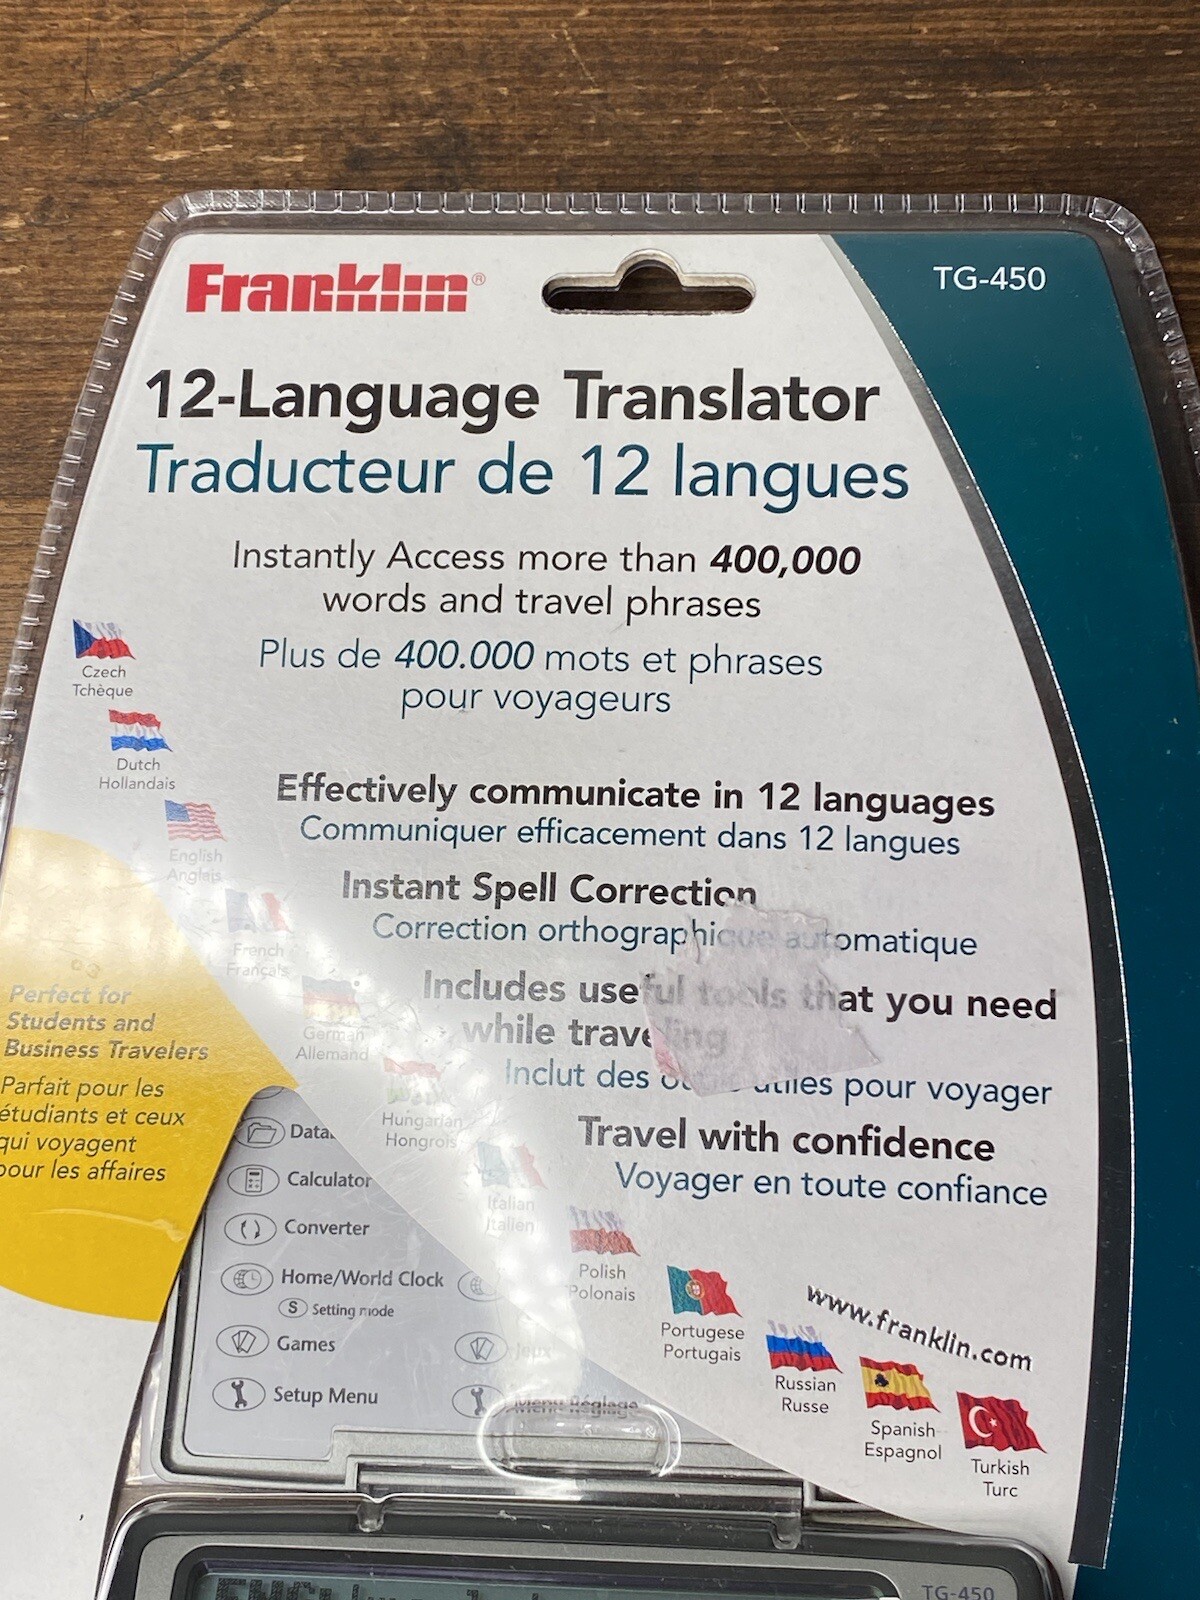 Franklin®
TG-450
12-Language Translator
Traducteur de 12 langues
Instantly Access more than 400,000
words and travel phrases
Plus de 400.000 mots et phrases
pour voyageurs
Czech
Tchèque
Dutch
Hollandais
English
Anglais
French
Français
German
Allemand
Hungarian
Hongrois
Italian
Italien
Polish
Polonais
Portugese
Portugais
Russian
Russe
Spanish
Espagnol
Turkish
Turc
Effectively communicate in 12 languages
Communiquer efficacement dans 12 langues
Instant Spell Correction
Correction orthographique automatique
Includes useful tools that you need
while traveling
Inclut des utiles pour voyager
Travel with confidence
Voyager en toute confiance
www.franklin.com
Perfect for
Students and
Business Travelers
Parfait pour les
étudiants et ceux
qui voyagent
pour les affaires
Calculator
Converter
Home/World Clock
S Setting mode
Games
Jeux
Setup Menu
Menu Réglage
TG-450